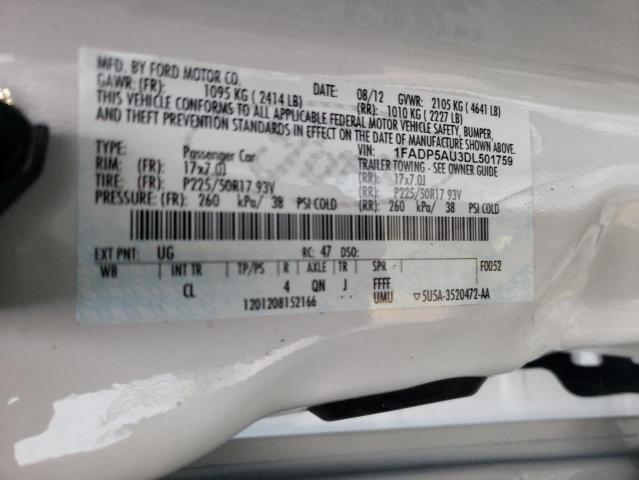 MFD. BY FORD MOTOR CO.
DATE: 08/12 GVWR: 2105 KG (4641 LB)
GAWR: (FR): 1095 KG (2414 LB) (RR): 1010 KG (2227 LB)
THIS VEHICLE CONFORMS TO ALL APPLICABLE FEDERAL MOTOR VEHICLE SAFETY, BUMPER,
AND THEFT PREVENTION STANDARDS IN EFFECT ON THE DATE OF MANUFACTURE SHOWN ABOVE.
VIN: 1FADP5AU3DL501759
TYPE: Passenger Car TRAILER TOWING - SEE OWNER GUIDE
RIM: (FR): 17x7.0J (RR): 17x7.0J
TIRE: (FR): P225/50R17 93V (RR): P225/50R17 93V
PRESSURE: (FR): 260 kPa/ 38 PSI COLD (RR): 260 kPa/ 38 PSI COLD
EXT PNT: UG RC: 47 DSO: F0052
WB INT TR TP/PS R AXLE TR SPR
CL 4 QN J FFFF
UMU
1201208152166 ▽5U5A-3520472-AA